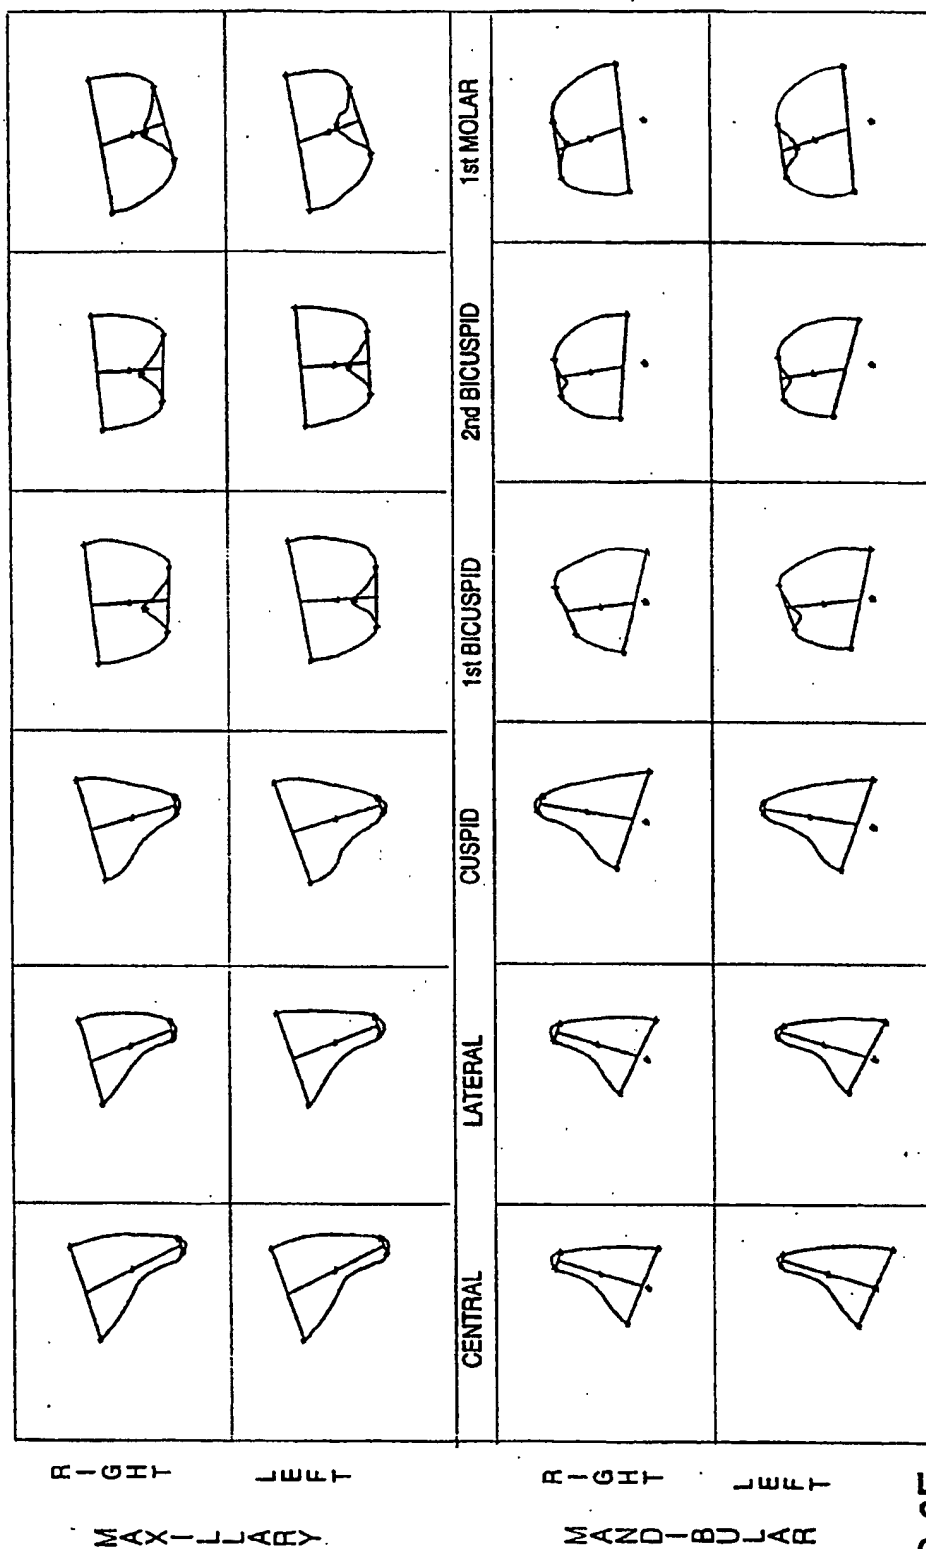 MAXILLARY
RIGHT
LEFT
CENTRAL
LATERAL
CUSPID
1st BICUSPID
2nd BICUSPID
1st MOLAR
MANDIBULAR
RIGHT
LEFT